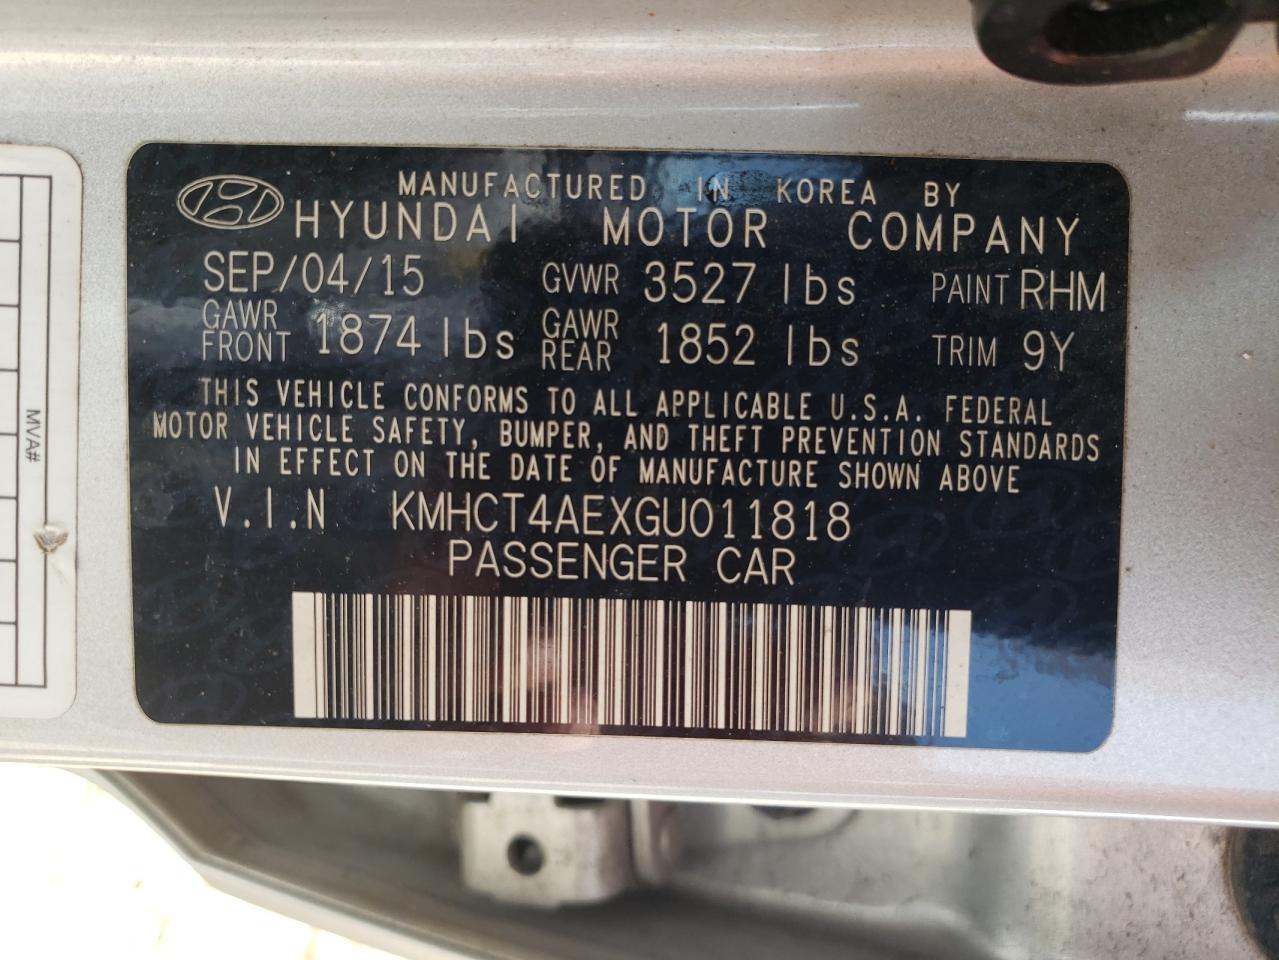 MANUFACTURED IN KOREA BY
HYUNDAI MOTOR COMPANY
SEP/04/15 GVWR 3527 lbs PAINT RHM
GAWR FRONT 1874 lbs GAWR REAR 1852 lbs TRIM 9Y
THIS VEHICLE CONFORMS TO ALL APPLICABLE U.S.A. FEDERAL
MOTOR VEHICLE SAFETY, BUMPER, AND THEFT PREVENTION STANDARDS
IN EFFECT ON THE DATE OF MANUFACTURE SHOWN ABOVE
V.I.N KMHCT4AEXGU011818
PASSENGER CAR
MVA#